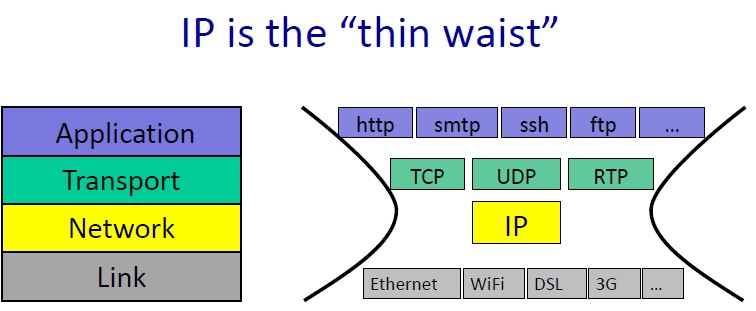 IP is the “thin waist”
Application
Transport
Network
Link
http smtp ssh ftp ...
TCP UDP RTP
IP
Ethernet WiFi DSL 3G ...